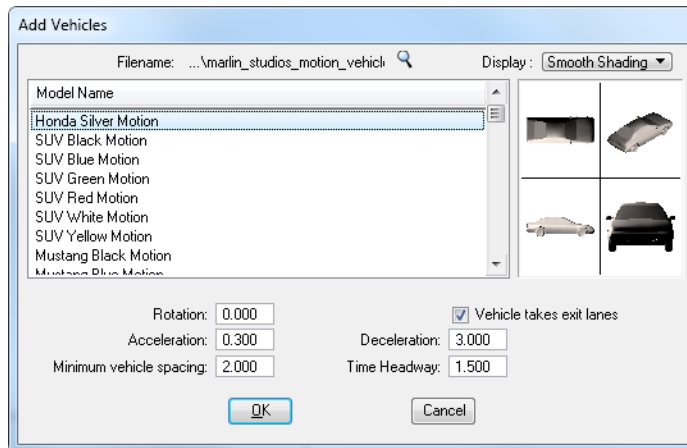 Add Vehicles
Filename: ...\marlin_studios_motion_vehicl
Display : Smooth Shading
Model Name
Honda Silver Motion
SUV Black Motion
SUV Blue Motion
SUV Green Motion
SUV Red Motion
SUV White Motion
SUV Yellow Motion
Mustang Black Motion
Mustang Blue Motion
Rotation: 0.000
Vehicle takes exit lanes
Acceleration: 0.300
Deceleration: 3.000
Minimum vehicle spacing: 2.000
Time Headway: 1.500
OK
Cancel